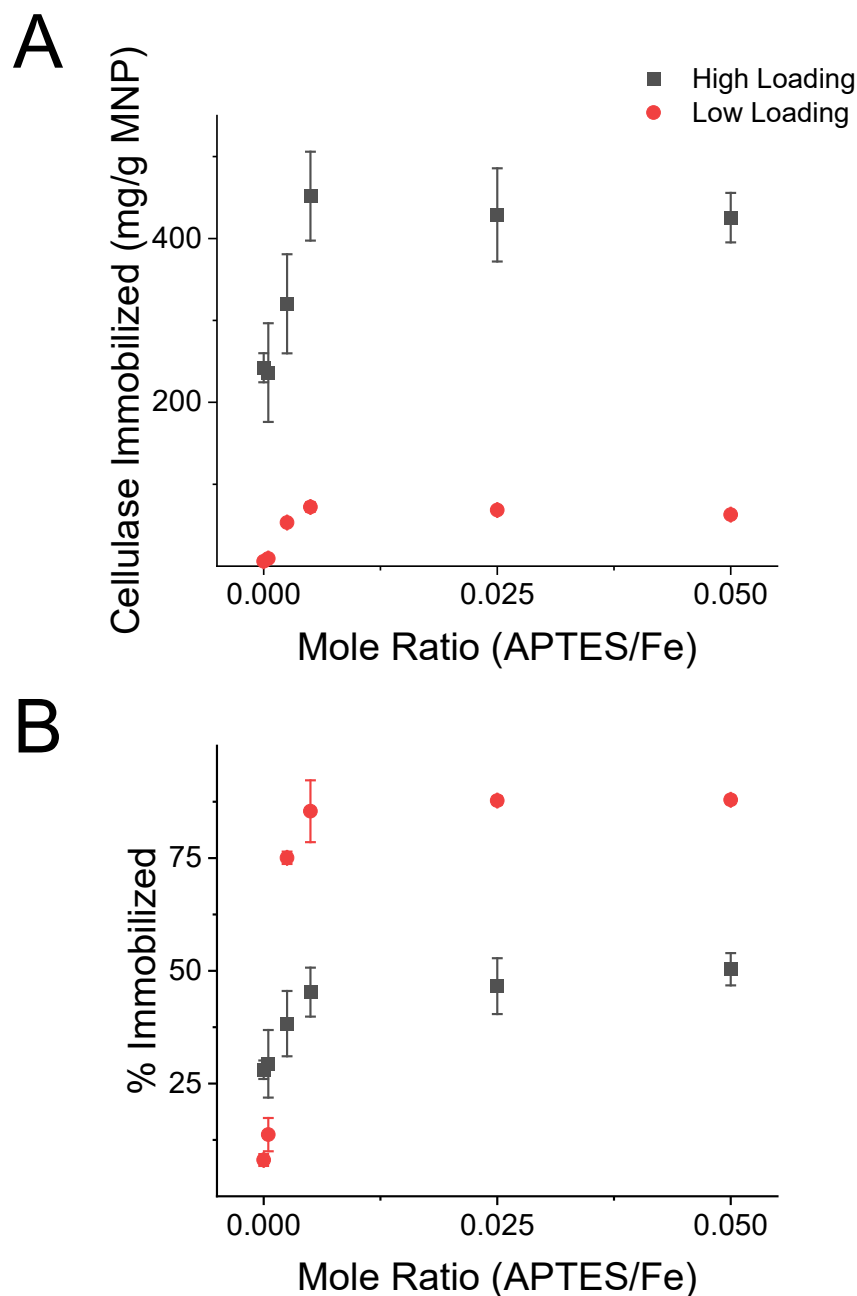 A
High Loading
Low Loading
Cellulase Immobilized (mg/g MNP)
400
200
0.000
0.025
0.050
Mole Ratio (APTES/Fe)
B
% Immobilized
75
50
25
0.000
0.025
0.050
Mole Ratio (APTES/Fe)